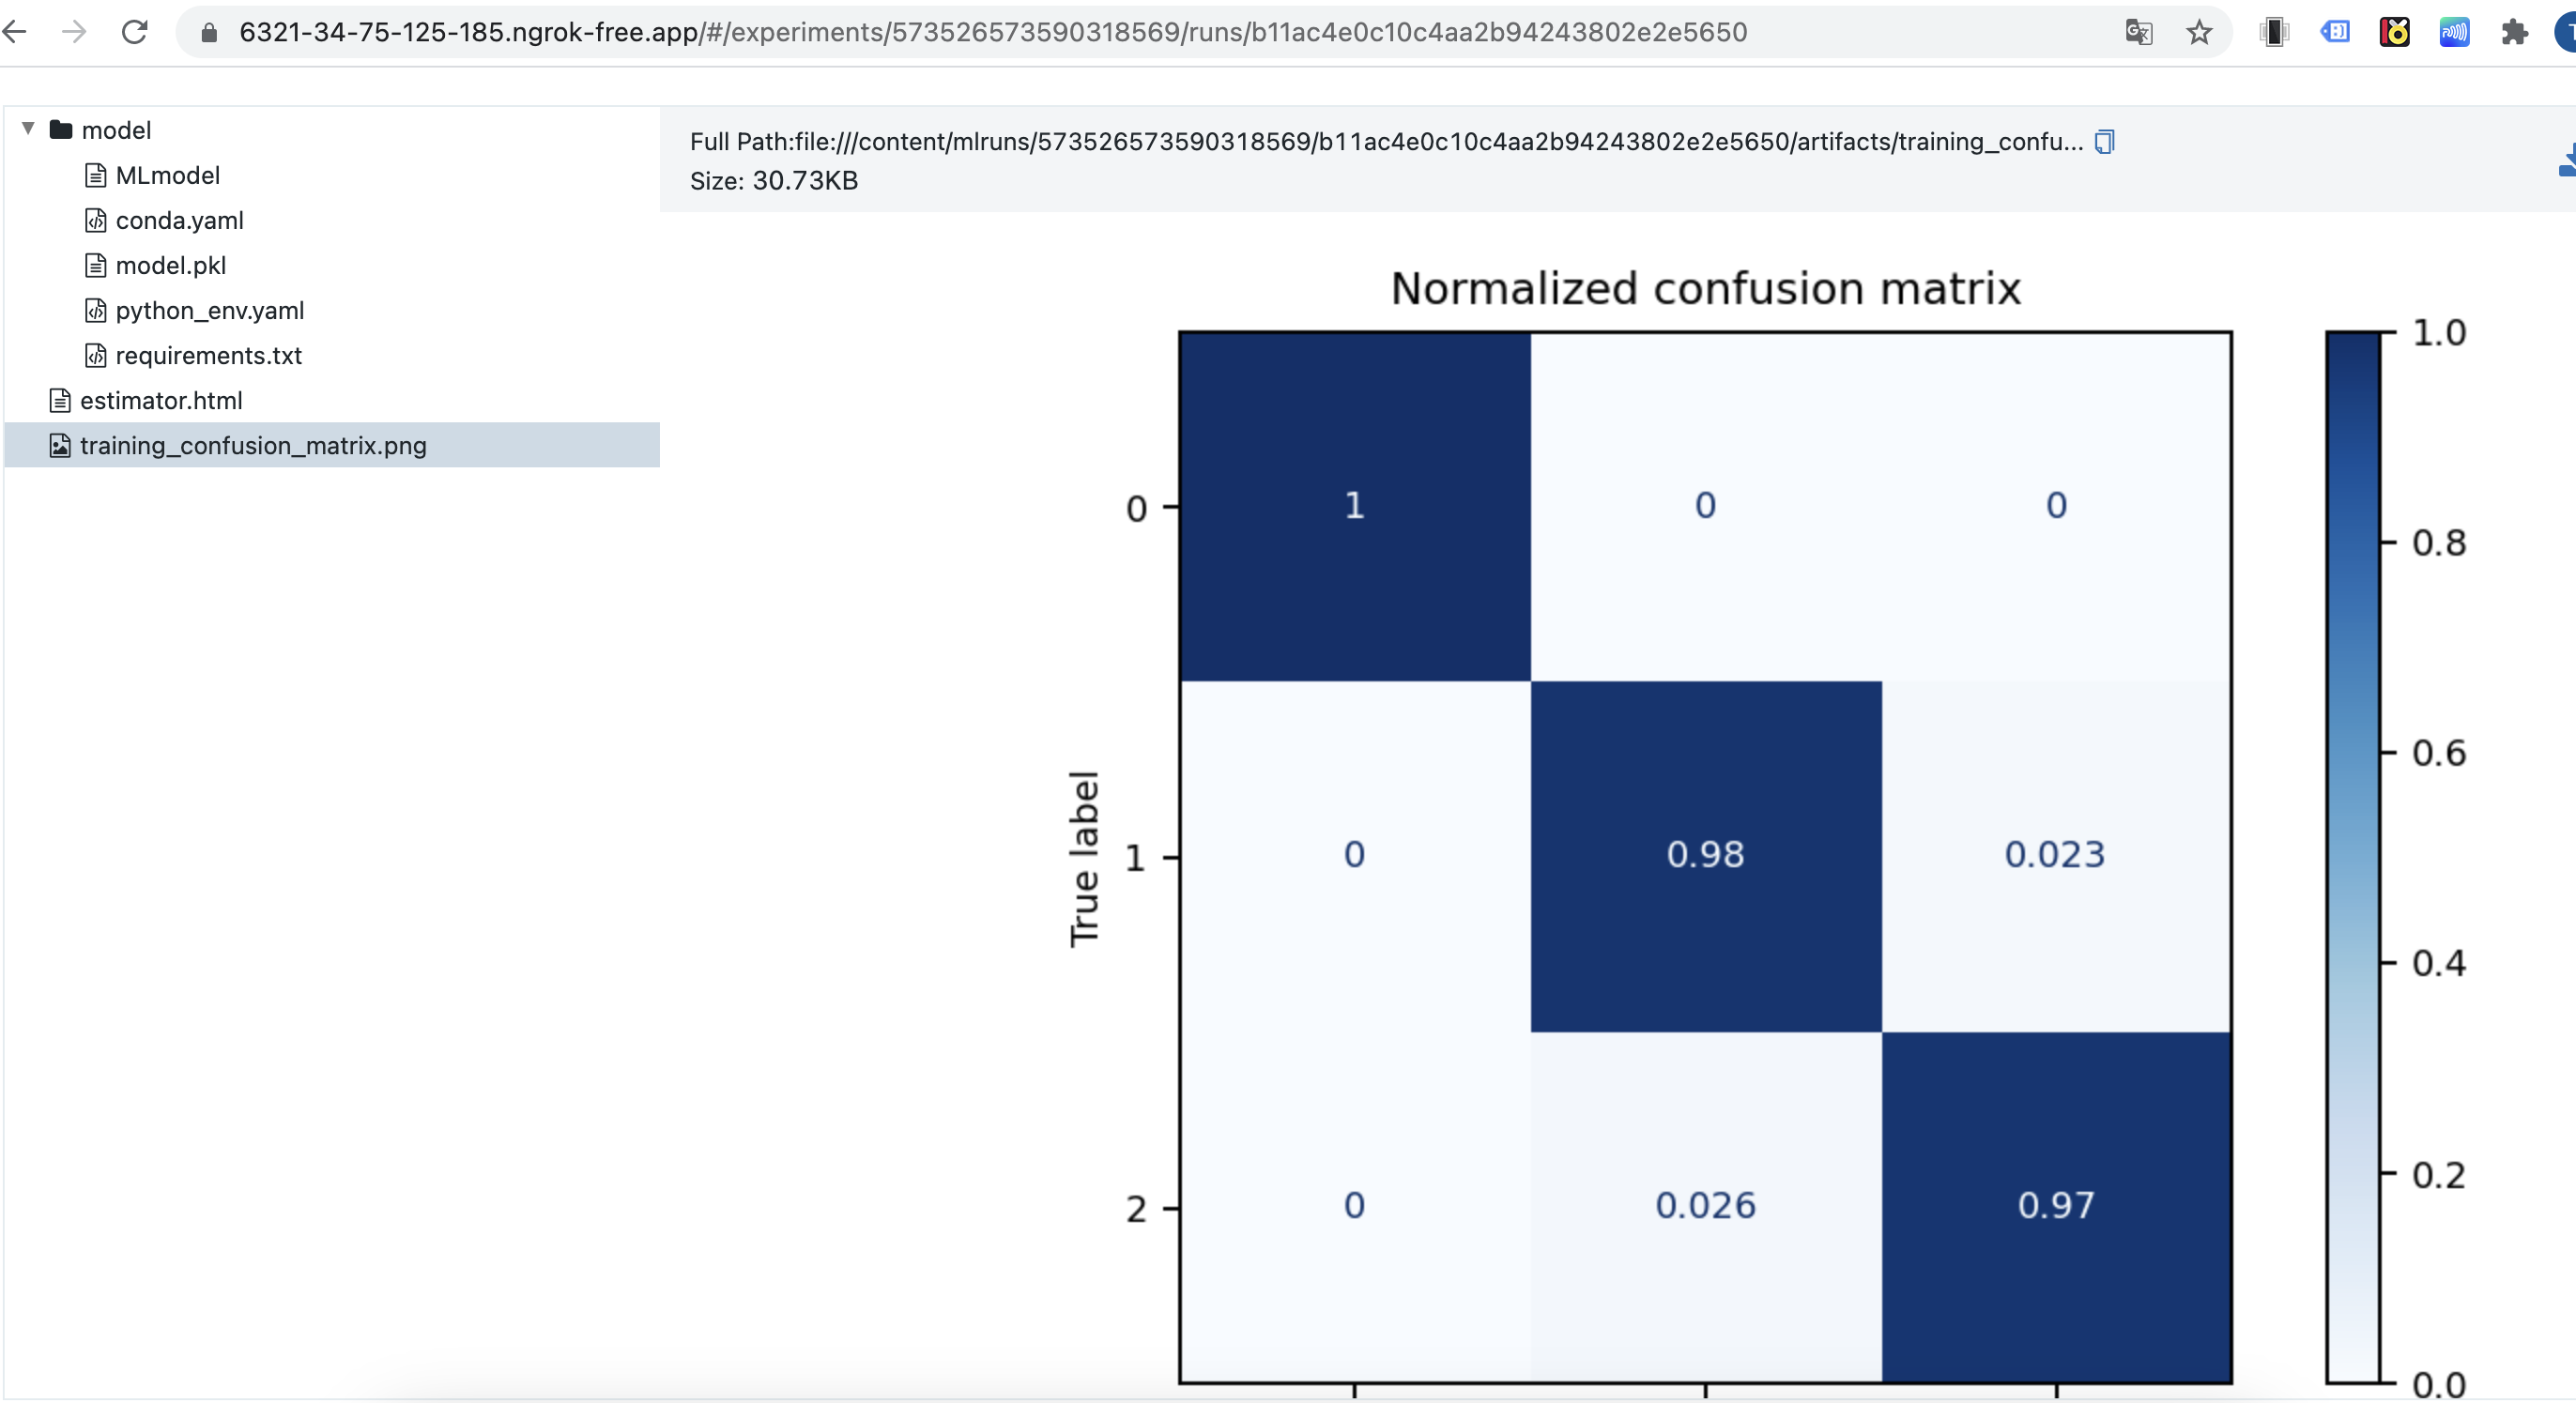 6321-34-75-125-185.ngrok-free.app/#/experiments/573526573590318569/runs/b11ac4e0c10c4aa2b94243802e2e5650
model
MLmodel
conda.yaml
model.pkl
python_env.yaml
requirements.txt
estimator.html
training_confusion_matrix.png
Full Path:file:///content/mlruns/573526573590318569/b11ac4e0c10c4aa2b94243802e2e5650/artifacts/training_confu...
Size: 30.73KB
Normalized confusion matrix
True label
0
1
2
1 0 0
0 0.98 0.023
0 0.026 0.97
1.0
0.8
0.6
0.4
0.2
0.0